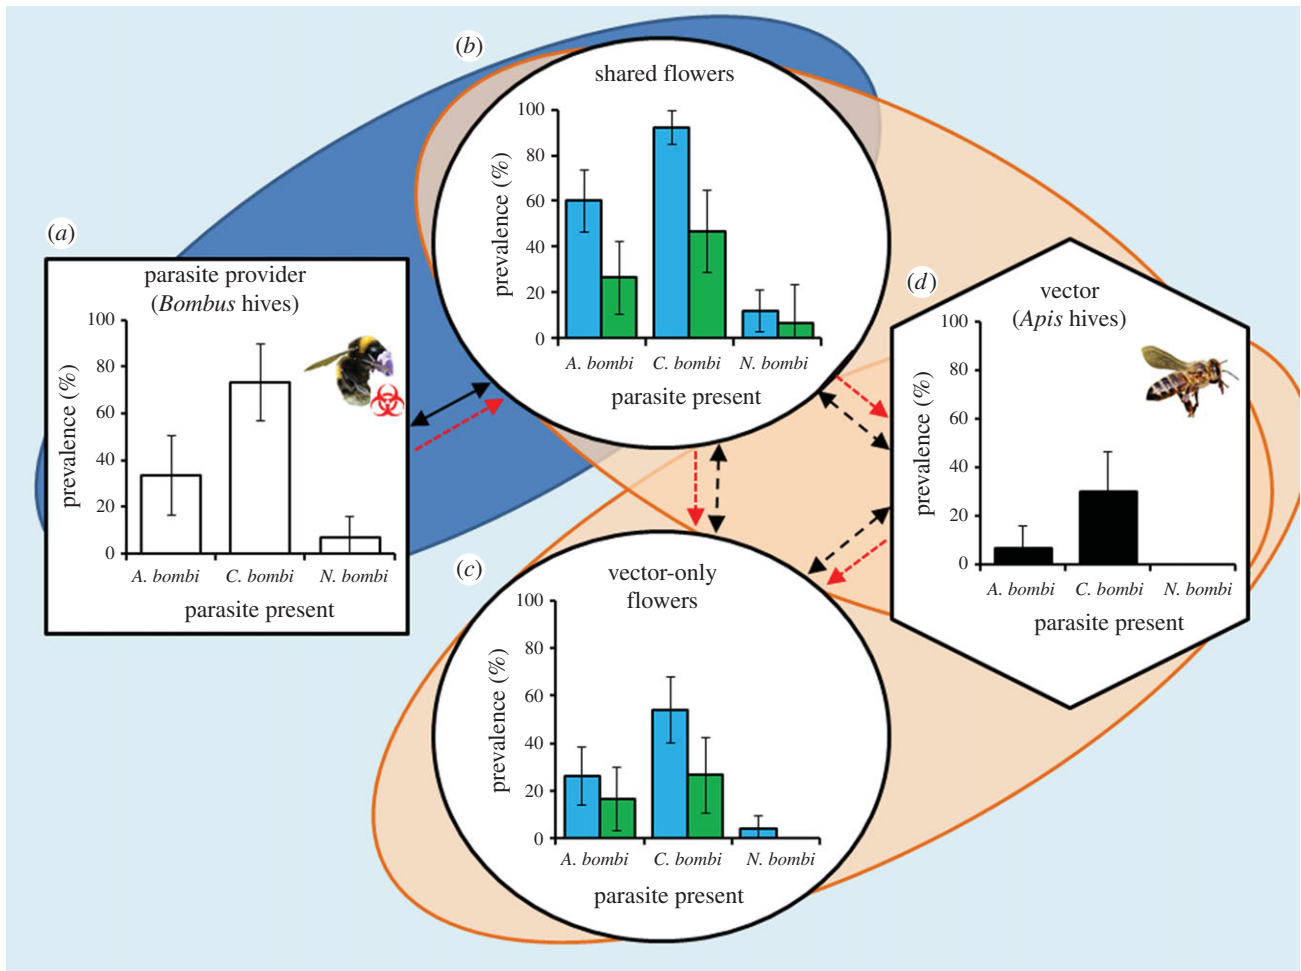 (a)
parasite provider
(Bombus hives)
prevalence (%)
100
80
60
40
20
0
A. bombi C. bombi N. bombi
parasite present
(b)
shared flowers
prevalence (%)
100
80
60
40
20
0
A. bombi C. bombi N. bombi
parasite present
(c)
vector-only
flowers
prevalence (%)
100
80
60
40
20
0
A. bombi C. bombi N. bombi
parasite present
(d)
vector
(Apis hives)
prevalence (%)
100
80
60
40
20
0
A. bombi C. bombi N. bombi
parasite present